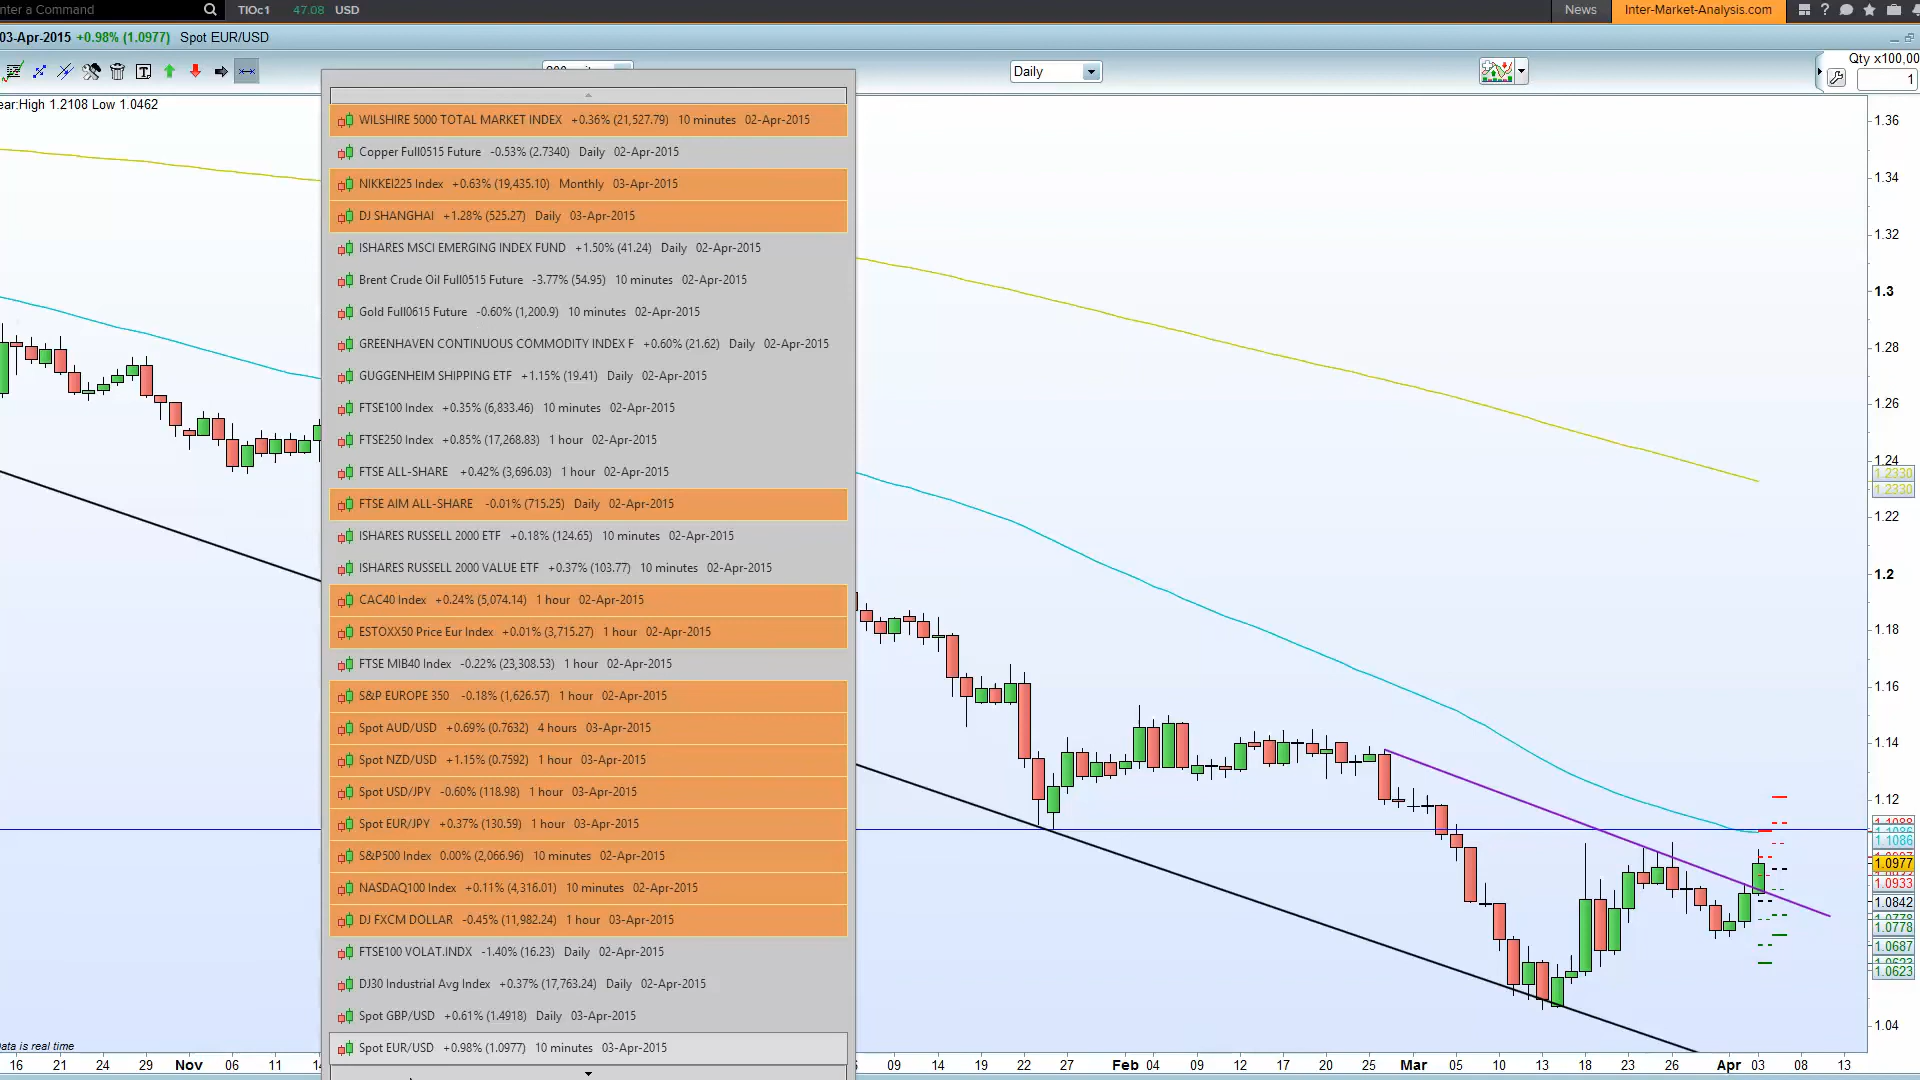 nter a Command
TIOc1 47.08 USD
News
Inter-Market-Analysis.com
03-Apr-2015 +0.98% (1.0977) Spot EUR/USD
Daily
Qty x100,00
1
ear:High 1.2108 Low 1.0462
WILSHIRE 5000 TOTAL MARKET INDEX +0.36% (21,527.79) 10 minutes 02-Apr-2015
Copper Full0515 Future -0.53% (2.7340) Daily 02-Apr-2015
NIKKEI225 Index +0.63% (19,435.10) Monthly 03-Apr-2015
DJ SHANGHAI +1.28% (525.27) Daily 03-Apr-2015
ISHARES MSCI EMERGING INDEX FUND +1.50% (41.24) Daily 02-Apr-2015
Brent Crude Oil Full0515 Future -3.77% (54.95) 10 minutes 02-Apr-2015
Gold Full0615 Future -0.60% (1,200.9) 10 minutes 02-Apr-2015
GREENHAVEN CONTINUOUS COMMODITY INDEX F +0.60% (21.62) Daily 02-Apr-2015
GUGGENHEIM SHIPPING ETF +1.15% (19.41) Daily 02-Apr-2015
FTSE100 Index +0.35% (6,833.46) 10 minutes 02-Apr-2015
FTSE250 Index +0.85% (17,268.83) 1 hour 02-Apr-2015
FTSE ALL-SHARE +0.42% (3,696.03) 1 hour 02-Apr-2015
FTSE AIM ALL-SHARE -0.01% (715.25) Daily 02-Apr-2015
ISHARES RUSSELL 2000 ETF +0.18% (124.65) 10 minutes 02-Apr-2015
ISHARES RUSSELL 2000 VALUE ETF +0.37% (103.77) 10 minutes 02-Apr-2015
CAC40 Index +0.24% (5,074.14) 1 hour 02-Apr-2015
ESTOXX50 Price Eur Index +0.01% (3,715.27) 1 hour 02-Apr-2015
FTSE MIB40 Index -0.22% (23,308.53) 1 hour 02-Apr-2015
S&P EUROPE 350 -0.18% (1,626.57) 1 hour 02-Apr-2015
Spot AUD/USD +0.69% (0.7632) 4 hours 03-Apr-2015
Spot NZD/USD +1.15% (0.7592) 1 hour 03-Apr-2015
Spot USD/JPY -0.60% (118.98) 1 hour 03-Apr-2015
Spot EUR/JPY +0.37% (130.59) 1 hour 03-Apr-2015
S&P500 Index 0.00% (2,066.96) 10 minutes 02-Apr-2015
NASDAQ100 Index +0.11% (4,316.01) 10 minutes 02-Apr-2015
DJ FXCM DOLLAR -0.45% (11,982.24) 1 hour 03-Apr-2015
FTSE100 VOLAT.INDX -1.40% (16.23) Daily 02-Apr-2015
DJ30 Industrial Avg Index +0.37% (17,763.24) Daily 02-Apr-2015
Spot GBP/USD +0.61% (1.4918) Daily 03-Apr-2015
Spot EUR/USD +0.98% (1.0977) 10 minutes 03-Apr-2015
1.36
1.34
1.32
1.3
1.28
1.26
1.24
1.2330
1.2330
1.22
1.2
1.18
1.16
1.14
1.12
1.1086
1.0977
1.0933
1.0842
1.0778
1.0778
1.0687
1.0623
1.04
ata is real time
16 21 24 29 Nov 06 11 09 14 19 22 27 Feb 04 09 12 17 20 25 Mar 05 10 13 18 23 26 Apr 03 08 13